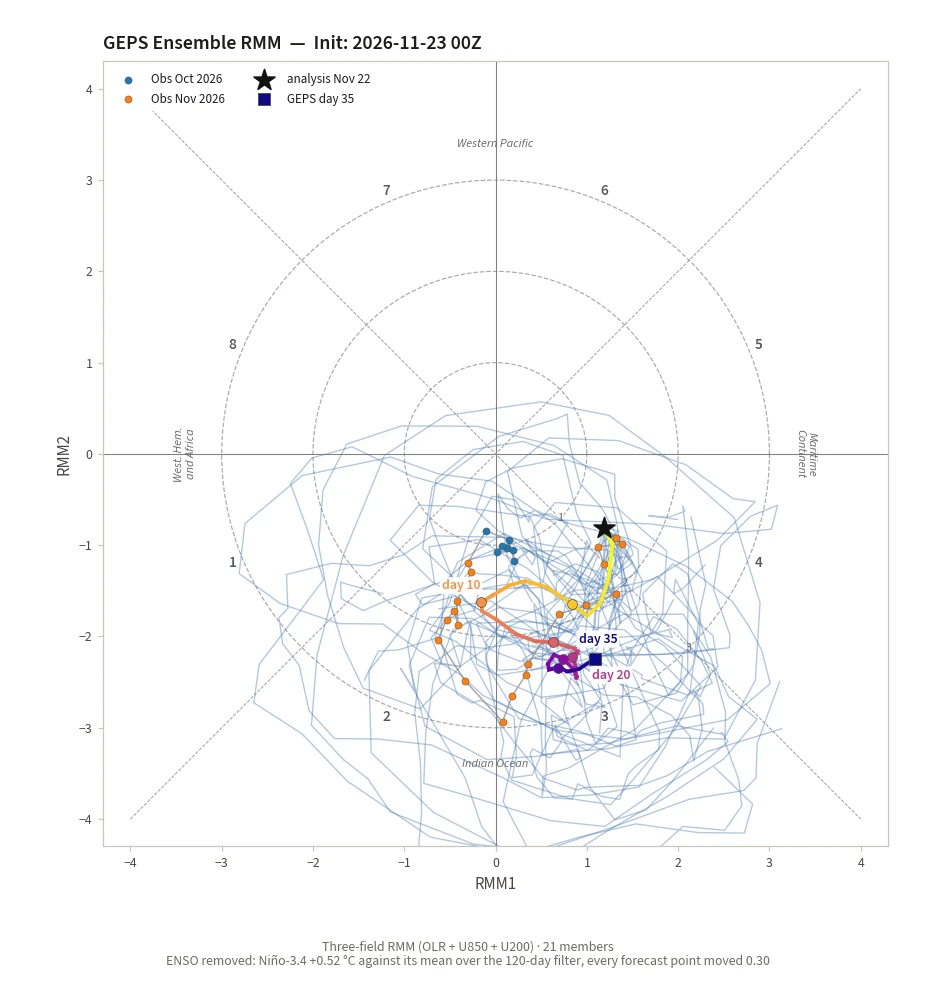 GEPS Ensemble RMM — Init: 2026-11-23 00Z
Obs Oct 2026
Obs Nov 2026
analysis Nov 22
GEPS day 35
Western Pacific
7
6
8
5
West. Hem.
and Africa
Maritime
Continent
1
4
2
3
1
2
3
day 10
day 35
day 20
Indian Ocean
4
3
2
1
0
−1
−2
−3
−4
RMM2
−4
−3
−2
−1
0
1
2
3
4
RMM1
Three-field RMM (OLR + U850 + U200) · 21 members
ENSO removed: Niño-3.4 +0.52 °C against its mean over the 120-day filter, every forecast point moved 0.30